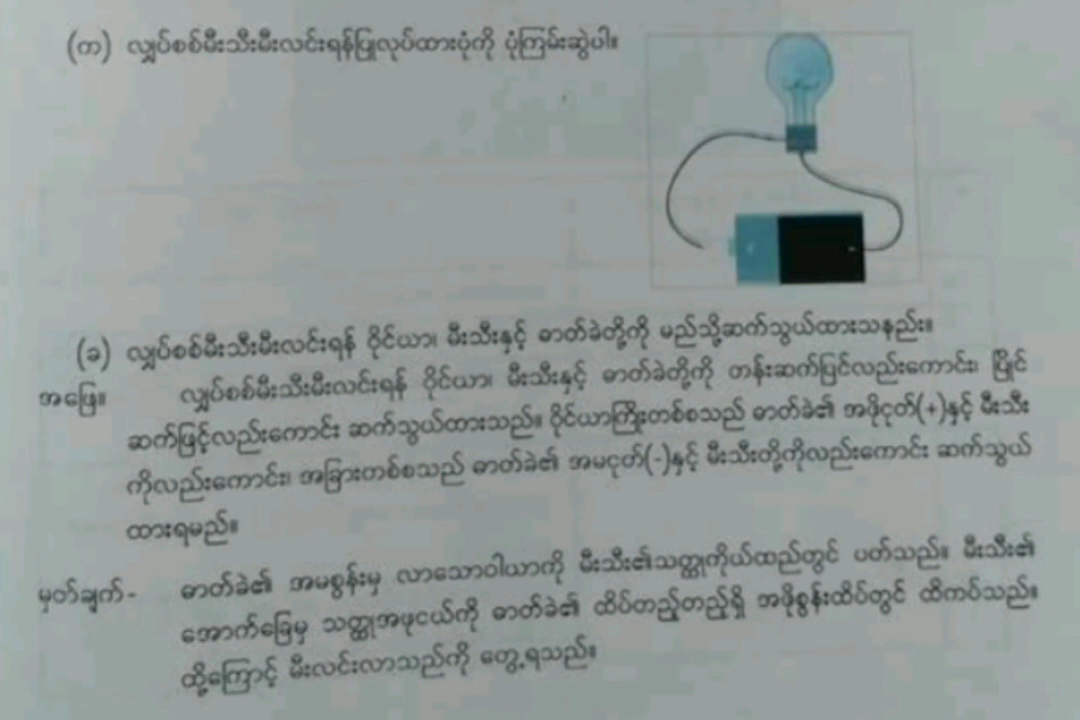 (က) လျှပ်စစ်မီးသီးမီးလင်းရန်ပြုလုပ်ထားပုံကို ပုံကြမ်းဆွဲပါ။
(ခ) လျှပ်စစ်မီးသီးမီးလင်းရန် ဝိုင်ယာ၊ မီးသီးနှင့် ဓာတ်ခဲတို့ကို မည်သို့ဆက်သွယ်ထားသနည်း။
အဖြေ။ လျှပ်စစ်မီးသီးမီးလင်းရန် ဝိုင်ယာ၊ မီးသီးနှင့် ဓာတ်ခဲတို့ကို တန်းဆက်ပြင်လည်းကောင်း၊ ပြိုင်
ဆက်ဖြင့်လည်းကောင်း ဆက်သွယ်ထားသည်။ ဝိုင်ယာကြိုးတစ်စသည် ဓာတ်ခဲ၏ အဖိုငုတ်(+)နှင့် မီးသီး
ကိုလည်းကောင်း၊ အခြားတစ်စသည် ဓာတ်ခဲ၏ အမငုတ်(-)နှင့် မီးသီးတို့ကိုလည်းကောင်း ဆက်သွယ်
ထားရမည်။
မှတ်ချက်- ဓာတ်ခဲ၏ အမစွန်းမှ လာသောဝါယာကို မီးသီး၏သတ္တုကိုယ်ထည်တွင် ပတ်သည်။ မီးသီး၏
အောက်ခြေမှ သတ္တုအဖုငယ်ကို ဓာတ်ခဲ၏ ထိပ်တည့်တည့်ရှိ အဖိုစွန်းထိပ်တွင် ထိကပ်သည်။
ထို့ကြောင့် မီးလင်းလာသည်ကို တွေ့ရသည်။